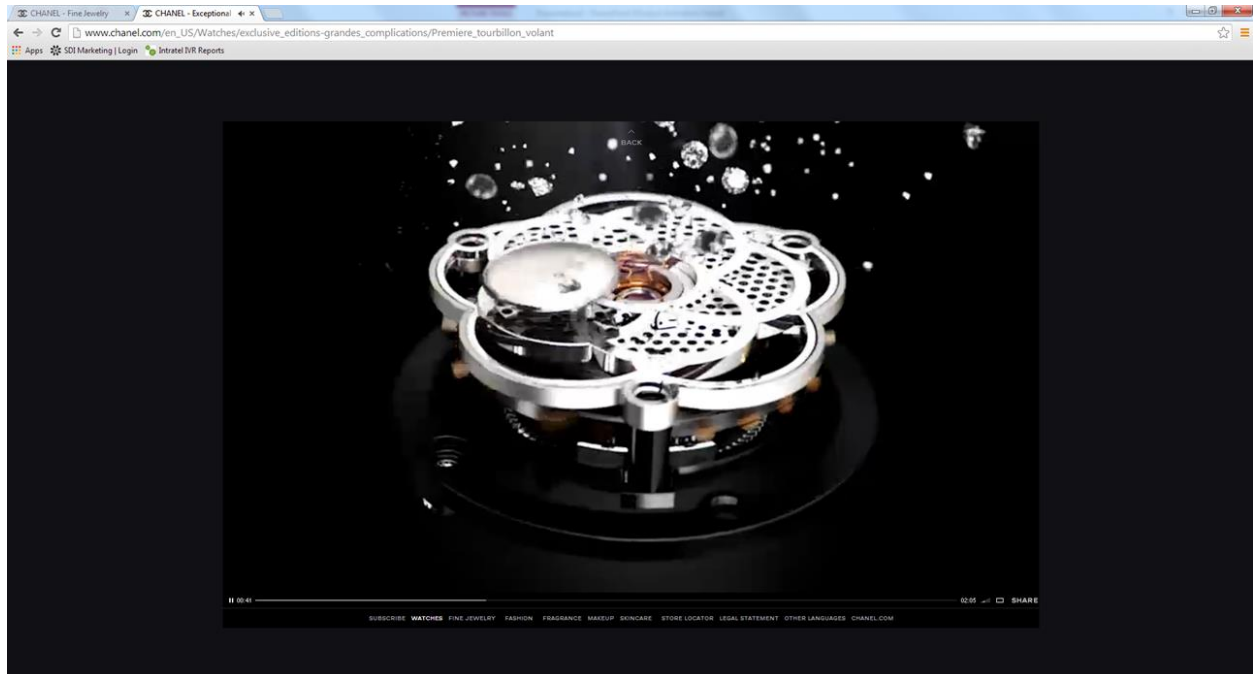 CHANEL - Fine Jewelry
CHANEL - Exceptional
www.chanel.com/en_US/Watches/exclusive_editions-grandes_complications/Premiere_tourbillon_volant
Apps SDI Marketing | Login Intratel IVR Reports
BACK
00:41 02:05 SHARE
SUBSCRIBE WATCHES FINE JEWELRY FASHION FRAGRANCE MAKEUP SKINCARE STORE LOCATOR LEGAL STATEMENT OTHER LANGUAGES CHANEL.COM